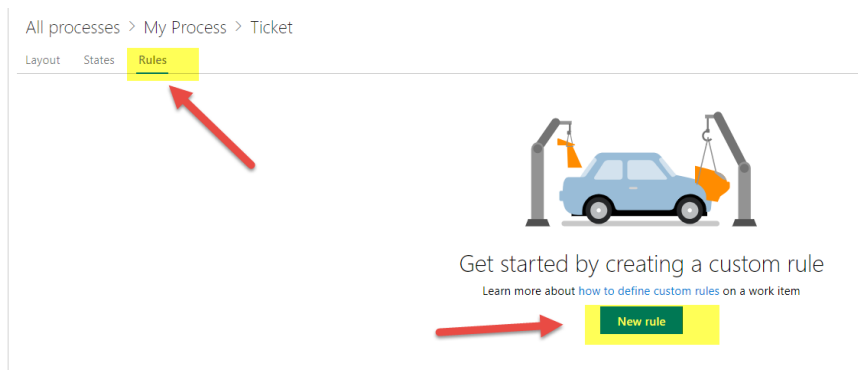 All processes > My Process > Ticket
Layout States Rules
Get started by creating a custom rule
Learn more about how to define custom rules on a work item
New rule